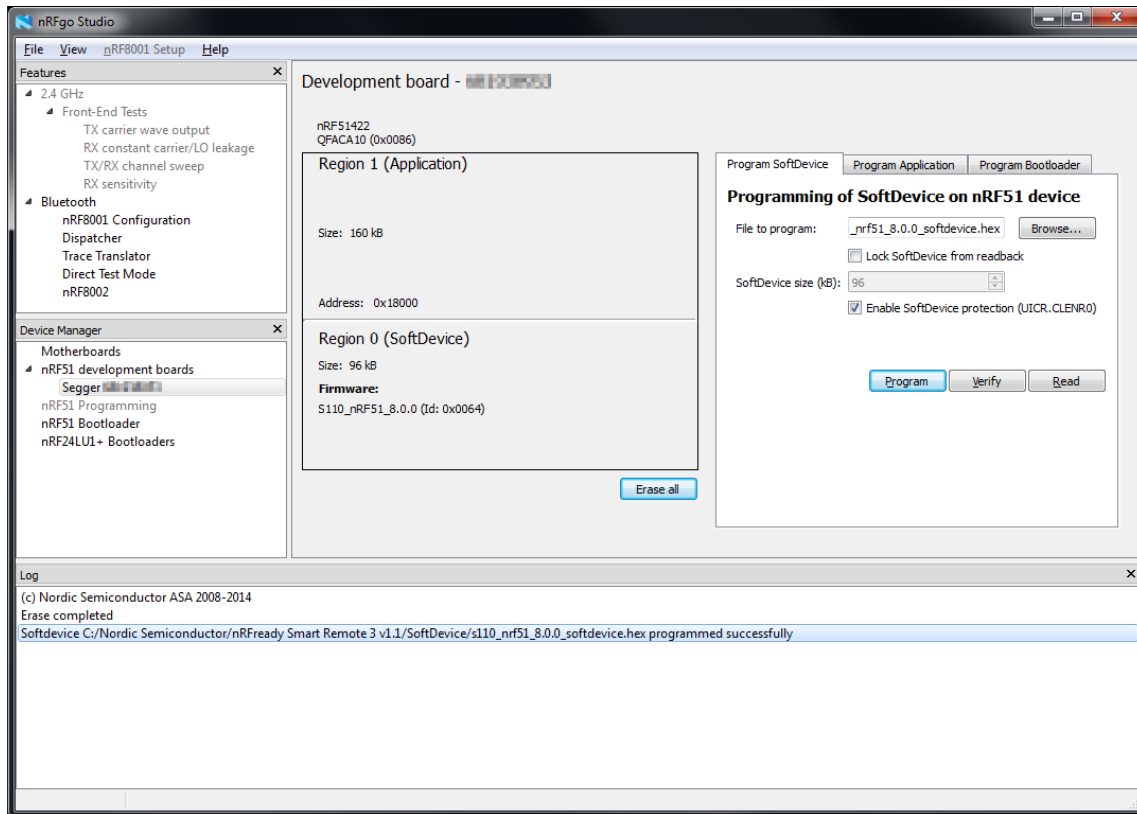 nRFgo Studio
File View nRF8001 Setup Help
Features
2.4 GHz
Front-End Tests
TX carrier wave output
RX constant carrier/LO leakage
TX/RX channel sweep
RX sensitivity
Bluetooth
nRF8001 Configuration
Dispatcher
Trace Translator
Direct Test Mode
nRF8002
Device Manager
Motherboards
nRF51 development boards
Segger
nRF51 Programming
nRF51 Bootloader
nRF24LU1+ Bootloaders
Development board -
nRF51422
QFACA10 (0x0086)
Region 1 (Application)
Size: 160 kB
Address: 0x18000
Region 0 (SoftDevice)
Size: 96 kB
Firmware:
S110_nRF51_8.0.0 (Id: 0x0064)
Erase all
Program SoftDevice Program Application Program Bootloader
Programming of SoftDevice on nRF51 device
File to program: _nrf51_8.0.0_softdevice.hex Browse...
Lock SoftDevice from readback
SoftDevice size (kB): 96
Enable SoftDevice protection (UICR.CLENR0)
Program Verify Read
Log
(c) Nordic Semiconductor ASA 2008-2014
Erase completed
Softdevice C:/Nordic Semiconductor/nRFready Smart Remote 3 v1.1/SoftDevice/s110_nrf51_8.0.0_softdevice.hex programmed successfully